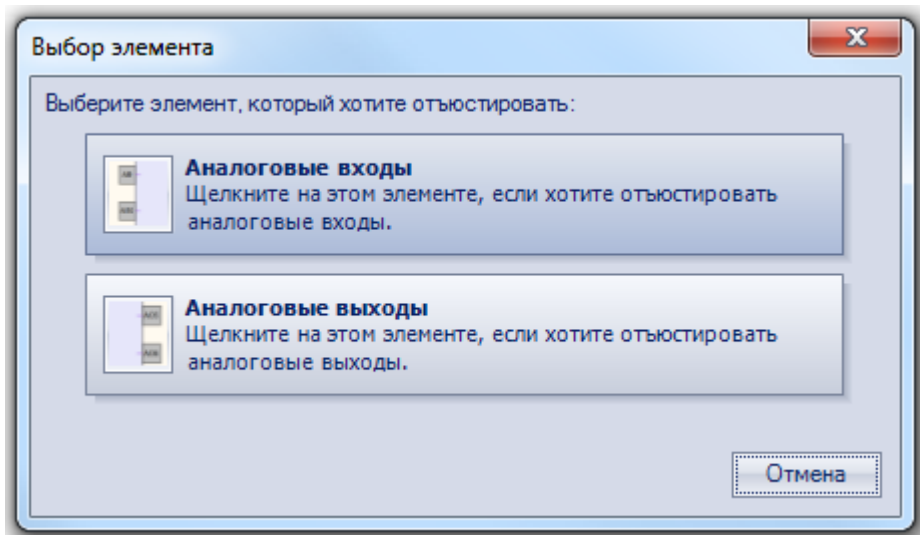 Выбор элемента
Выберите элемент, который хотите отъюстировать:
Аналоговые входы
Щелкните на этом элементе, если хотите отъюстировать
аналоговые входы.
Аналоговые выходы
Щелкните на этом элементе, если хотите отъюстировать
аналоговые выходы.
Отмена